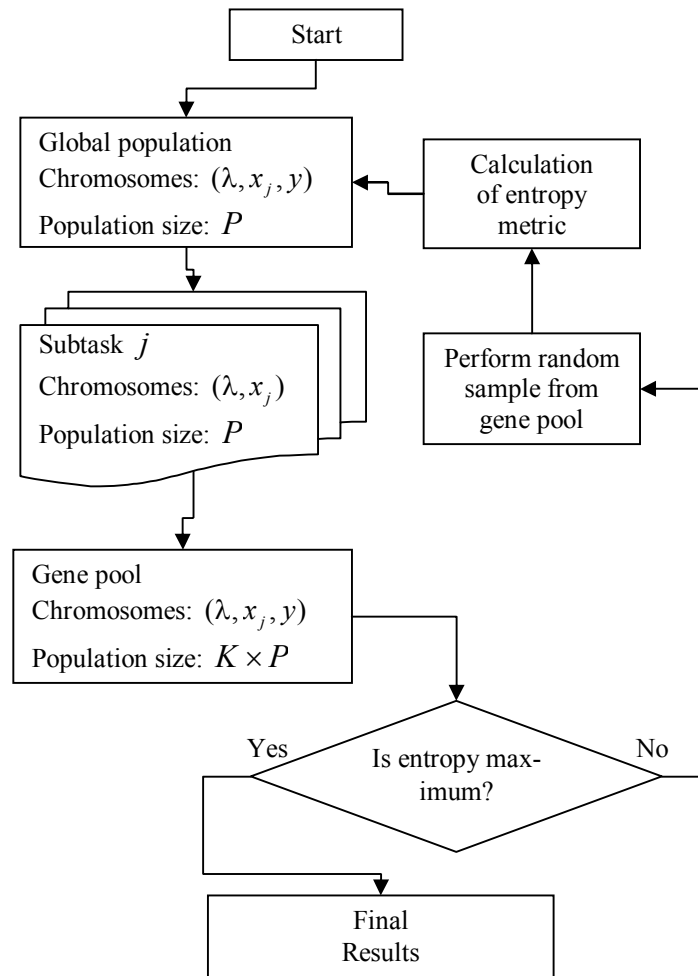 Start
Global population
Chromosomes: (λ, x_j, y)
Population size: P
Calculation
of entropy
metric
Subtask j
Chromosomes: (λ, x_j)
Population size: P
Perform random
sample from
gene pool
Gene pool
Chromosomes: (λ, x_j, y)
Population size: K × P
Yes
No
Is entropy max-
imum?
Final
Results